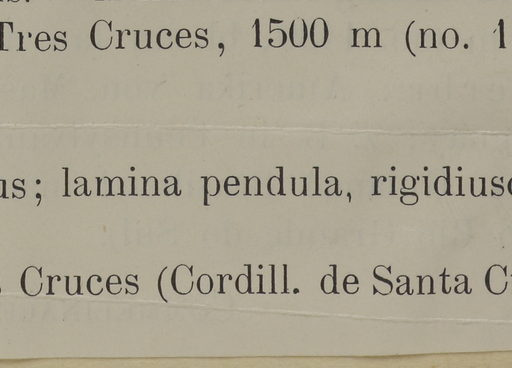 Tres Cruces, 1500 m (no. 1
us; lamina pendula, rigidiusc
s Cruces (Cordill. de Santa C